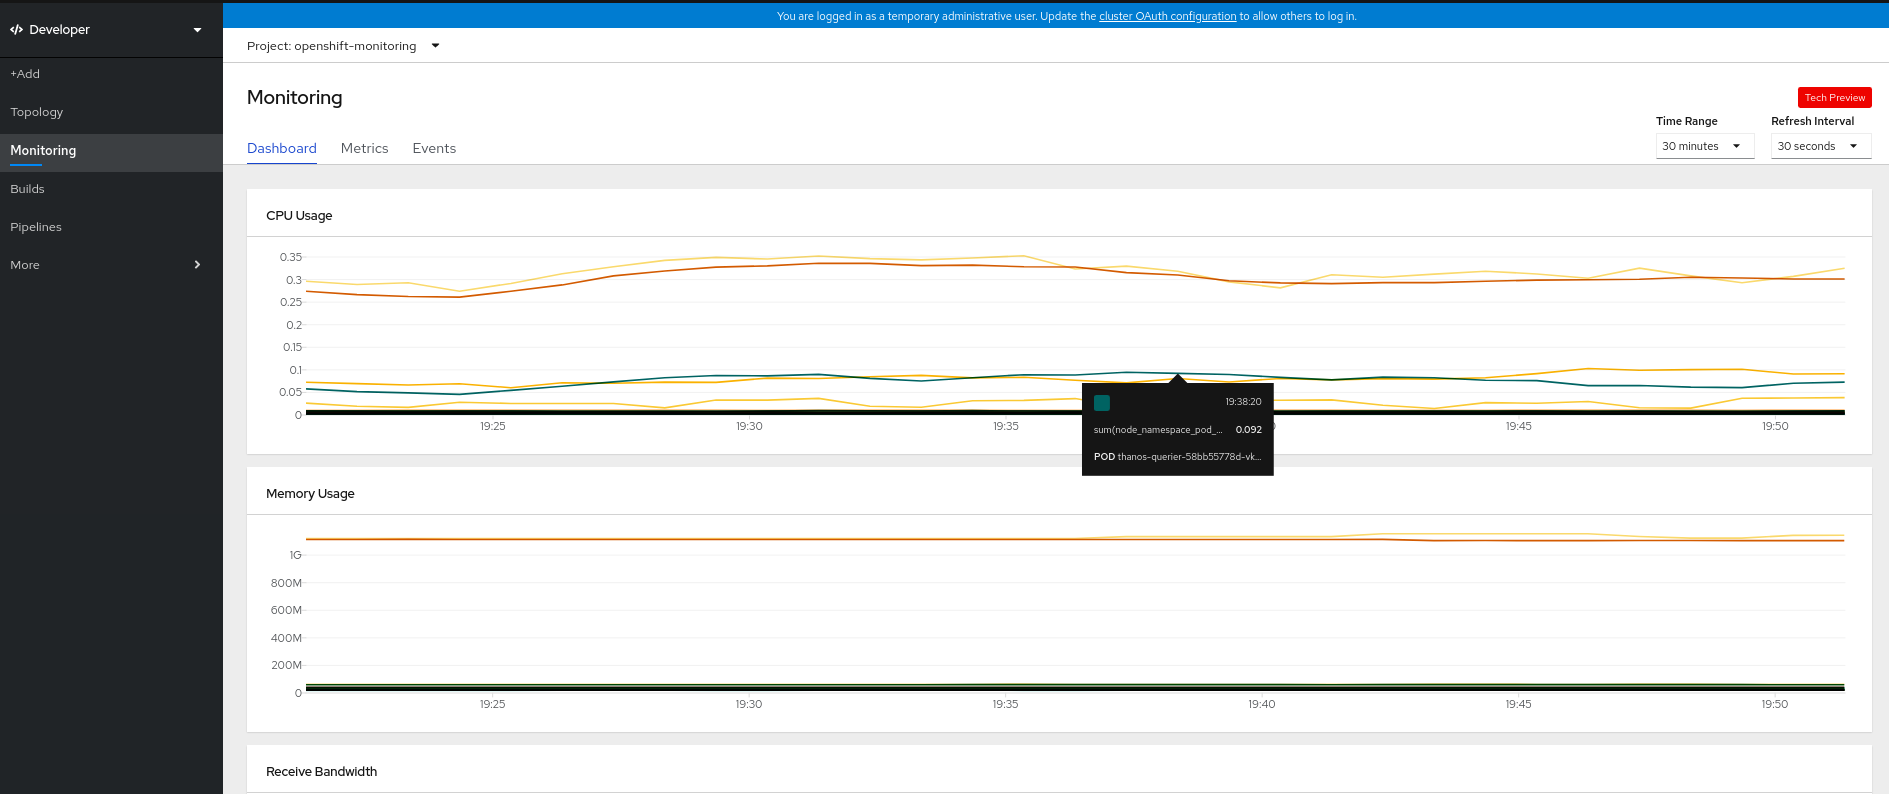 You are logged in as a temporary administrative user. Update the cluster OAuth configuration to allow others to log in.
</> Developer
+Add
Topology
Monitoring
Builds
Pipelines
More
Project: openshift-monitoring
Monitoring
Tech Preview
Time Range
Refresh Interval
30 minutes
30 seconds
Dashboard Metrics Events
CPU Usage
0.35
0.3
0.25
0.2
0.15
0.1
0.05
0
19:25 19:30 19:35 19:45 19:50
19:38:20
sum(node_namespace_pod_... 0.092
POD thanos-querier-58bb55778d-vk...
Memory Usage
1G
800M
600M
400M
200M
0
19:25 19:30 19:35 19:40 19:45 19:50
Receive Bandwidth